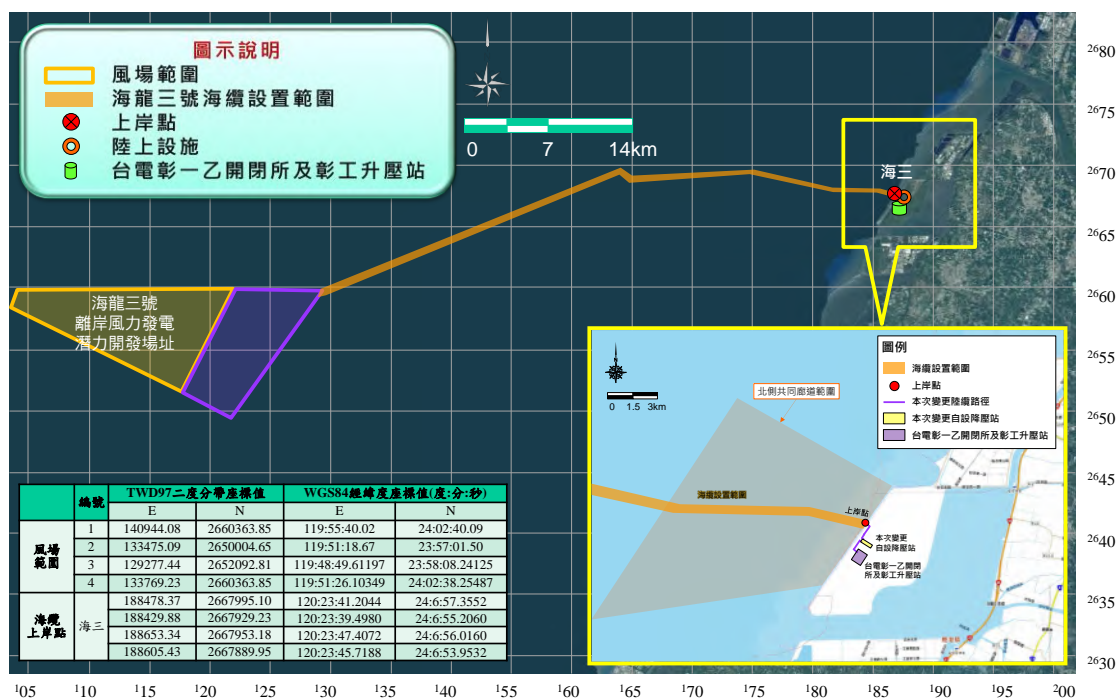 圖示說明
風場範圍
海龍三號海纜設置範圍
上岸點
陸上設施
台電彰一乙開閉所及彰工升壓站
0 7 14km
海三
海龍三號
離岸風力發電
潛力開發場址
圖例
海纜設置範圍
上岸點
本次變更陸纜路徑
本次變更自設降壓站
台電彰一乙開閉所及彰工升壓站
0 1.5 3km
北側共同廊道範圍
海纜設置範圍
上岸點
本次變更
自設降壓站
台電彰一乙開閉
所及彰工升壓站
編號 TWD97二度分帶座標值 WGS84經緯度座標值(度:分:秒)
E N E N
風場
範圍
1 140944.08 2660363.85 119:55:40.02 24:02:40.09
2 133475.09 2650004.65 119:51:18.67 23:57:01.50
3 129277.44 2652092.81 119:48:49.61197 23:58:08.24125
4 133769.23 2660363.85 119:51:26.10349 24:02:38.25487
海纜
上岸點
海三
188478.37 2667995.10 120:23:41.2044 24:6:57.3552
188429.88 2667929.23 120:23:39.4980 24:6:55.2060
188653.34 2667953.18 120:23:47.4072 24:6:56.0160
188605.43 2667889.95 120:23:45.7188 24:6:53.9532
2680
2675
2670
2665
2660
2655
2650
2645
2640
2635
2630
105 110 115 120 125 130 135 140 145 150 155 160 165 170 175 180 185 190 195 200